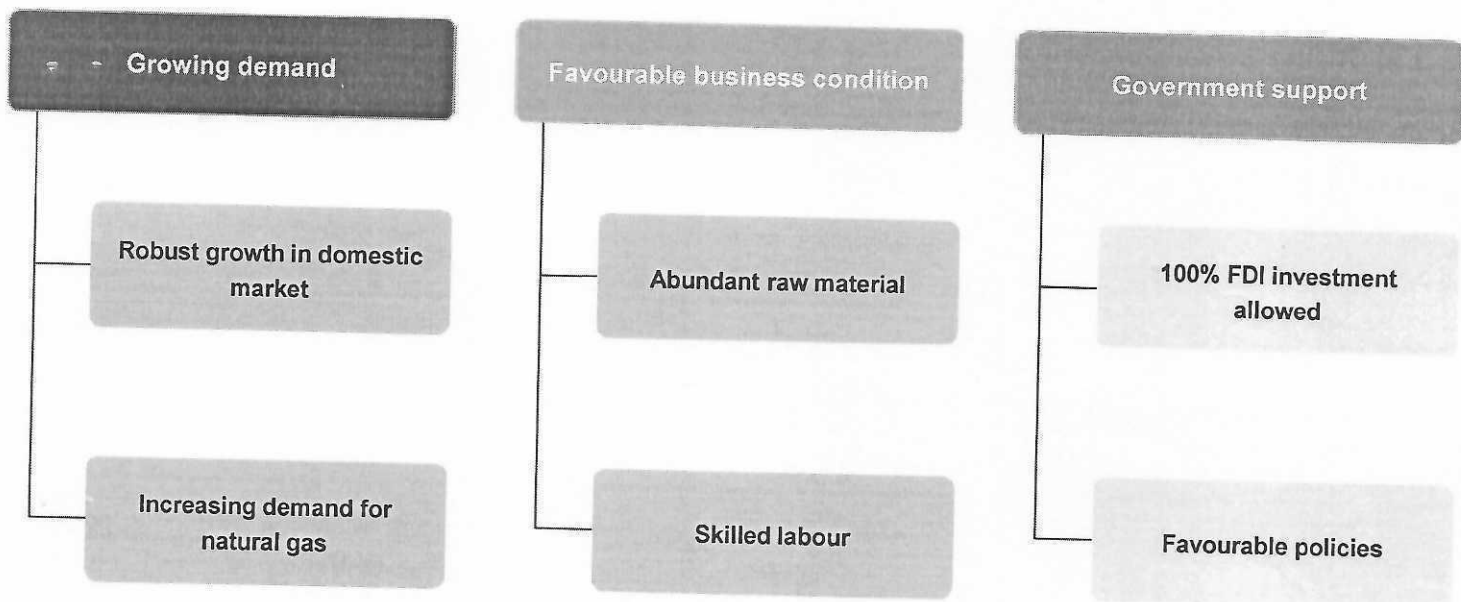 Growing demand
Robust growth in domestic
market
Increasing demand for
natural gas
Favourable business condition
Abundant raw material
Skilled labour
Government support
100% FDI investment
allowed
Favourable policies